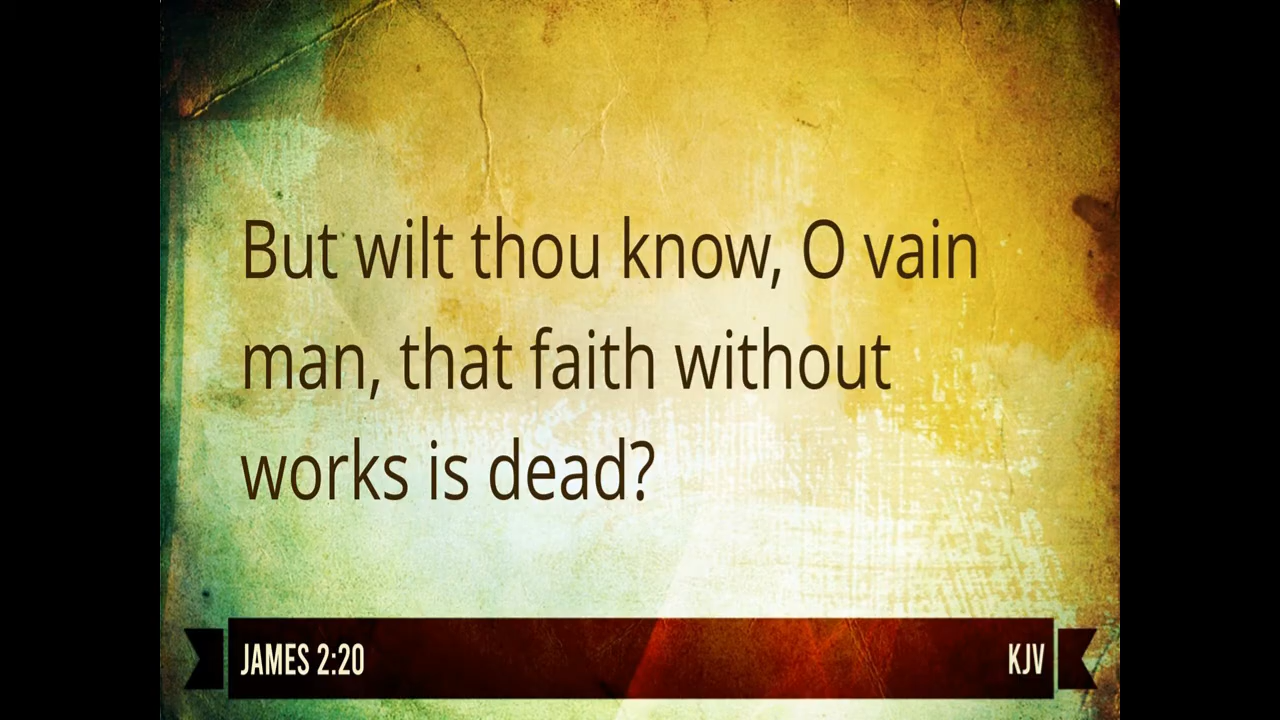 But wilt thou know, O vain
man, that faith without
works is dead?
JAMES 2:20
KJV